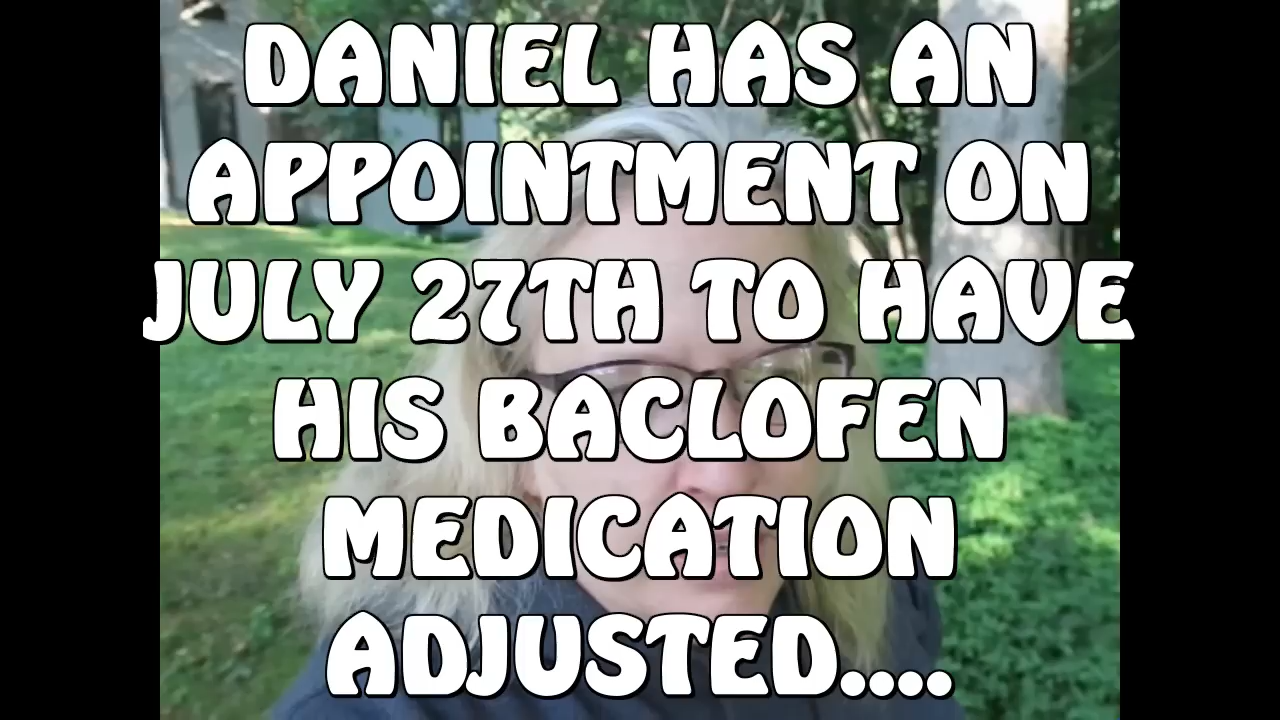 DANIEL HAS AN
APPOINTMENT ON
JULY 27TH TO HAVE
HIS BACLOFEN
MEDICATION
ADJUSTED....